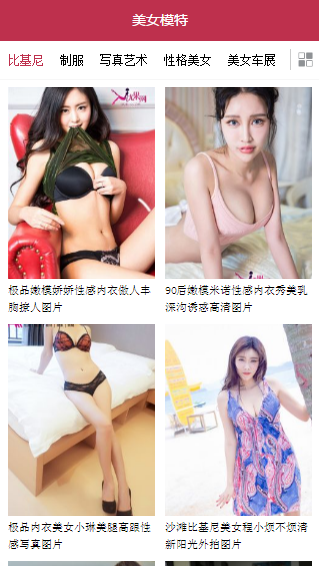 美女模特
比基尼 制服 写真艺术 性格美女 美女车展
极品嫩模娇娇性感内衣傲人丰
胸撩人图片
90后嫩模米诺性感内衣秀美乳
深沟诱惑高清图片
极品内衣美女小琳美腿高跟性
感写真图片
沙滩比基尼美女程小烦不烦清
新阳光外拍图片